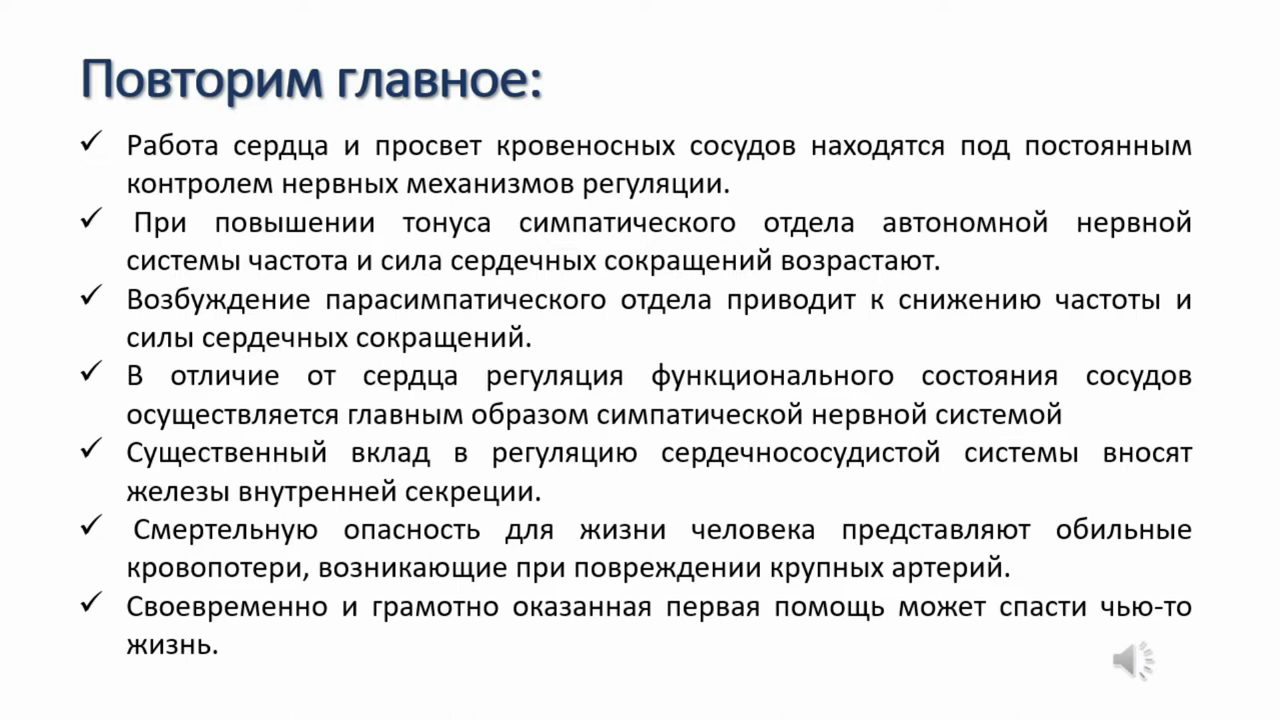 Повторим главное:
✓ Работа сердца и просвет кровеносных сосудов находятся под постоянным
контролем нервных механизмов регуляции.
✓ При повышении тонуса симпатического отдела автономной нервной
системы частота и сила сердечных сокращений возрастают.
✓ Возбуждение парасимпатического отдела приводит к снижению частоты и
силы сердечных сокращений.
✓ В отличие от сердца регуляция функционального состояния сосудов
осуществляется главным образом симпатической нервной системой
✓ Существенный вклад в регуляцию сердечнососудистой системы вносят
железы внутренней секреции.
✓ Смертельную опасность для жизни человека представляют обильные
кровопотери, возникающие при повреждении крупных артерий.
✓ Своевременно и грамотно оказанная первая помощь может спасти чью-то
жизнь.